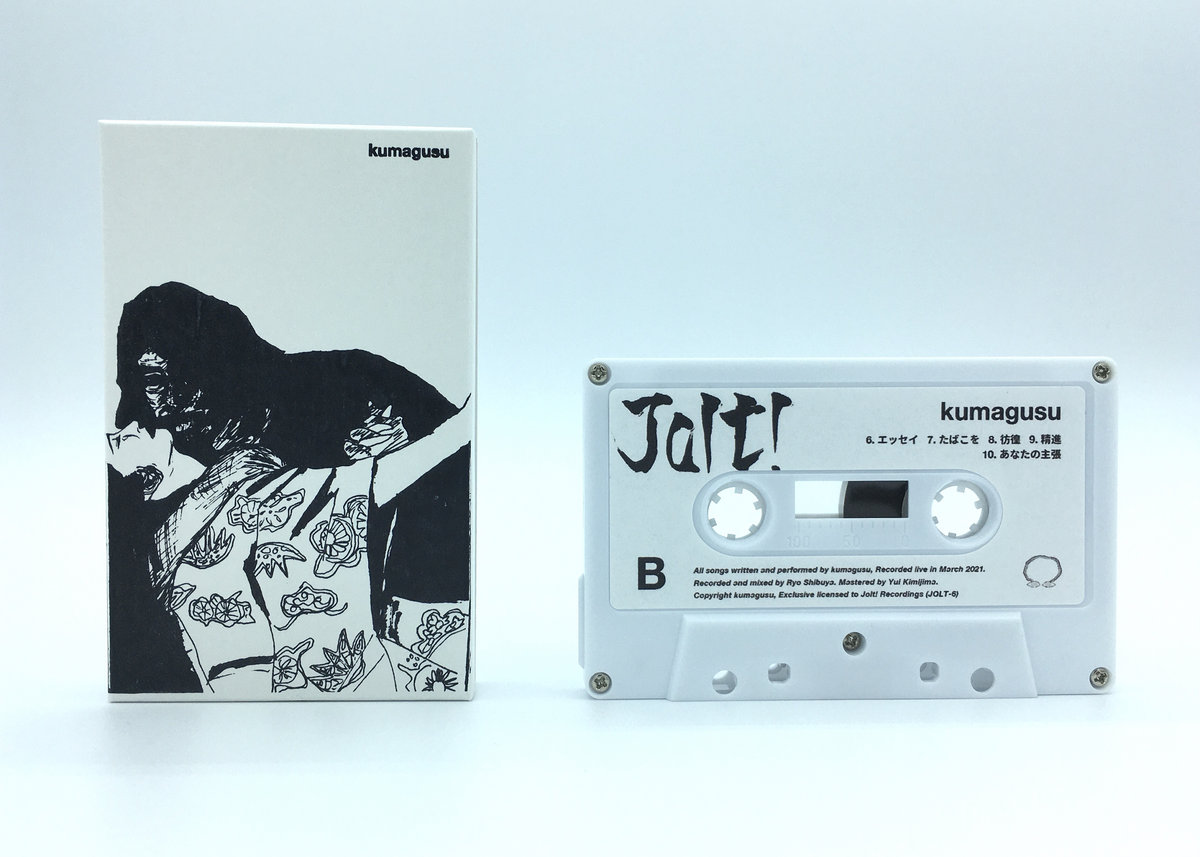 kumagusu
Jolt!
kumagusu
6. エッセイ 7. たばこを 8. 彷徨 9. 精進
10. あなたの主張
100 50 0
B
All songs written and performed by kumagusu, Recorded live in March 2021.
Recorded and mixed by Ryo Shibuya. Mastered by Yui Kimijima.
Copyright kumagusu, Exclusive licensed to Jolt! Recordings (JOLT-6)